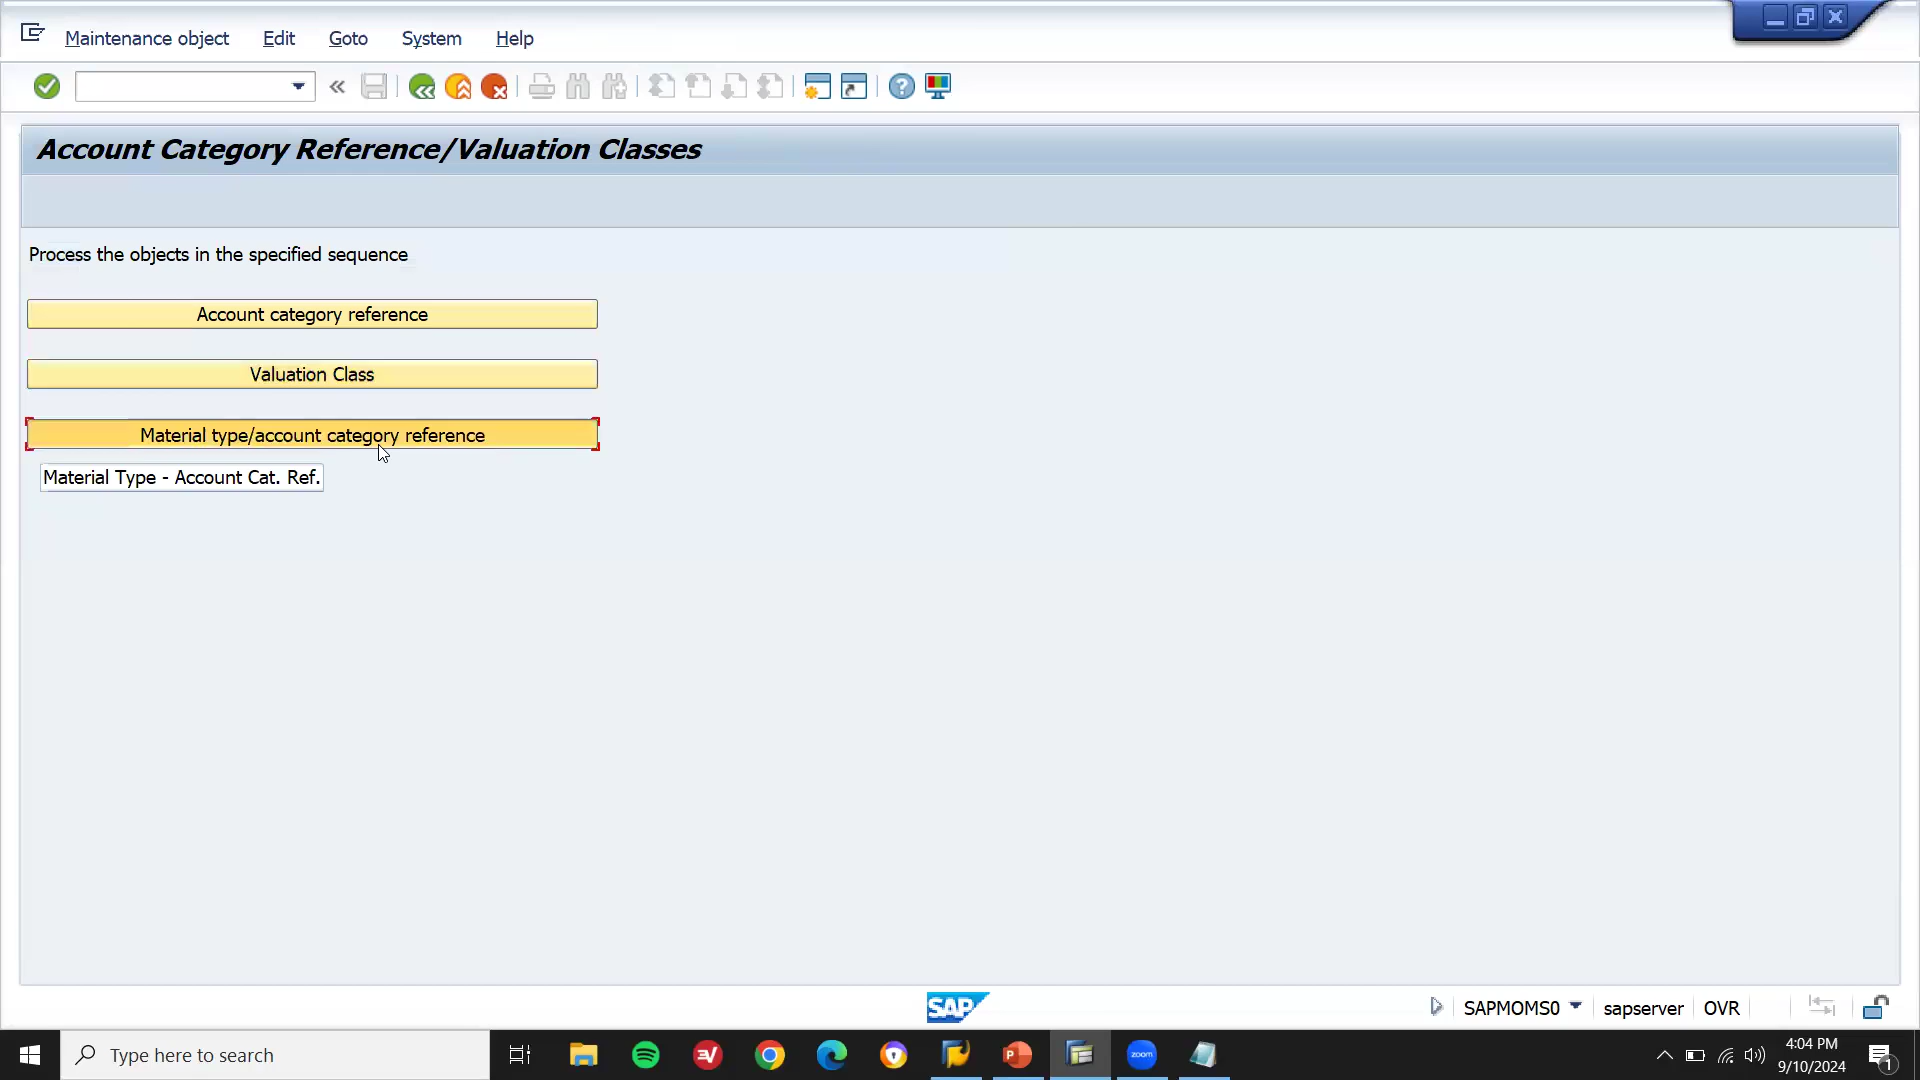 Maintenance object Edit Goto System Help
Account Category Reference/Valuation Classes
Process the objects in the specified sequence
Account category reference
Valuation Class
Material type/account category reference
Material Type - Account Cat. Ref.
SAP
SAPMOMS0 sapserver OVR
Type here to search
zoom
4:04 PM
9/10/2024
1